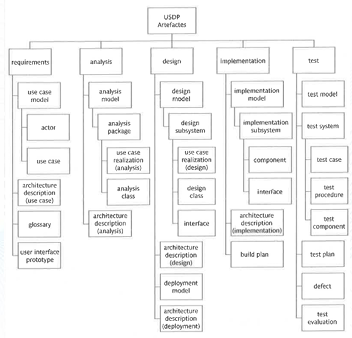 USDP
Artefactes
requirements
analysis
design
implementation
test
use case
model
actor
use case
architecture
description
(use case)
glossary
user interface
prototype
analysis
model
analysis
package
use case
realization
(analysis)
analysis
class
architecture
description
(analysis)
design
model
design
subsystem
use case
realization
(design)
design
class
interface
architecture
description
(design)
deployment
model
architecture
description
(deployment)
implementation
model
implementation
subsystem
component
interface
architecture
description
(implementation)
build plan
test model
test system
test case
test
procedure
test
component
test plan
defect
test
evaluation